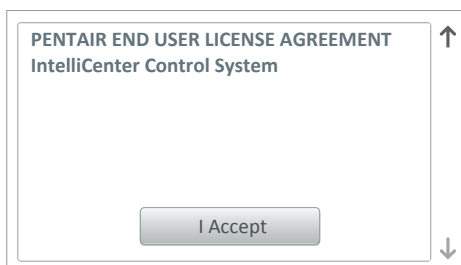 PENTAIR END USER LICENSE AGREEMENT
IntelliCenter Control System
I Accept